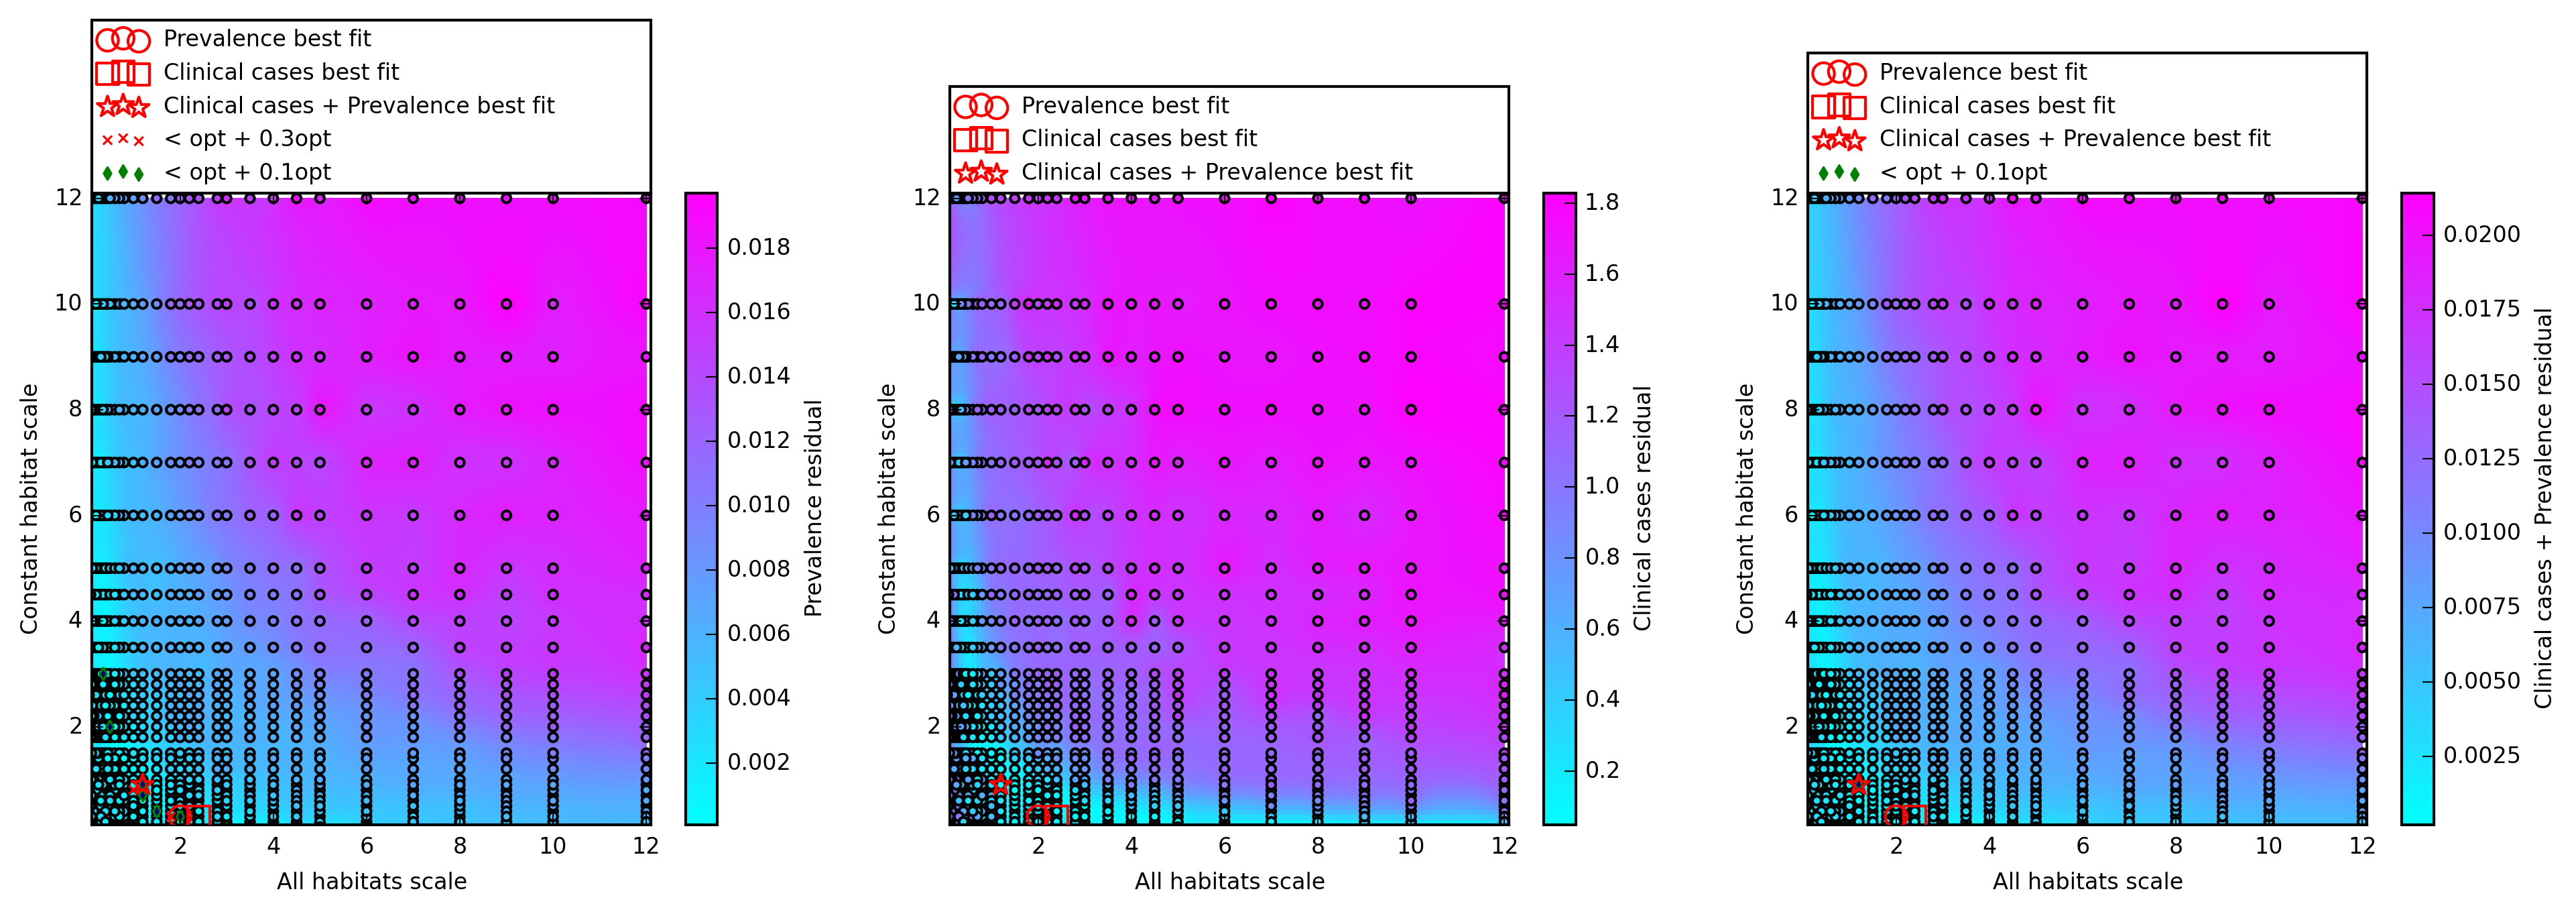 Prevalence best fit
Clinical cases best fit
Clinical cases + Prevalence best fit
< opt + 0.3opt
< opt + 0.1opt
12
10
8
6
4
2
Constant habitat scale
2 4 6 8 10 12
All habitats scale
0.018
0.016
0.014
0.012
0.010
0.008
0.006
0.004
0.002
Prevalence residual
Prevalence best fit
Clinical cases best fit
Clinical cases + Prevalence best fit
12
10
8
6
4
2
Constant habitat scale
2 4 6 8 10 12
All habitats scale
1.8
1.6
1.4
1.2
1.0
0.8
0.6
0.4
0.2
Clinical cases residual
Prevalence best fit
Clinical cases best fit
Clinical cases + Prevalence best fit
< opt + 0.1opt
12
10
8
6
4
2
Constant habitat scale
2 4 6 8 10 12
All habitats scale
0.0200
0.0175
0.0150
0.0125
0.0100
0.0075
0.0050
0.0025
Clinical cases + Prevalence residual